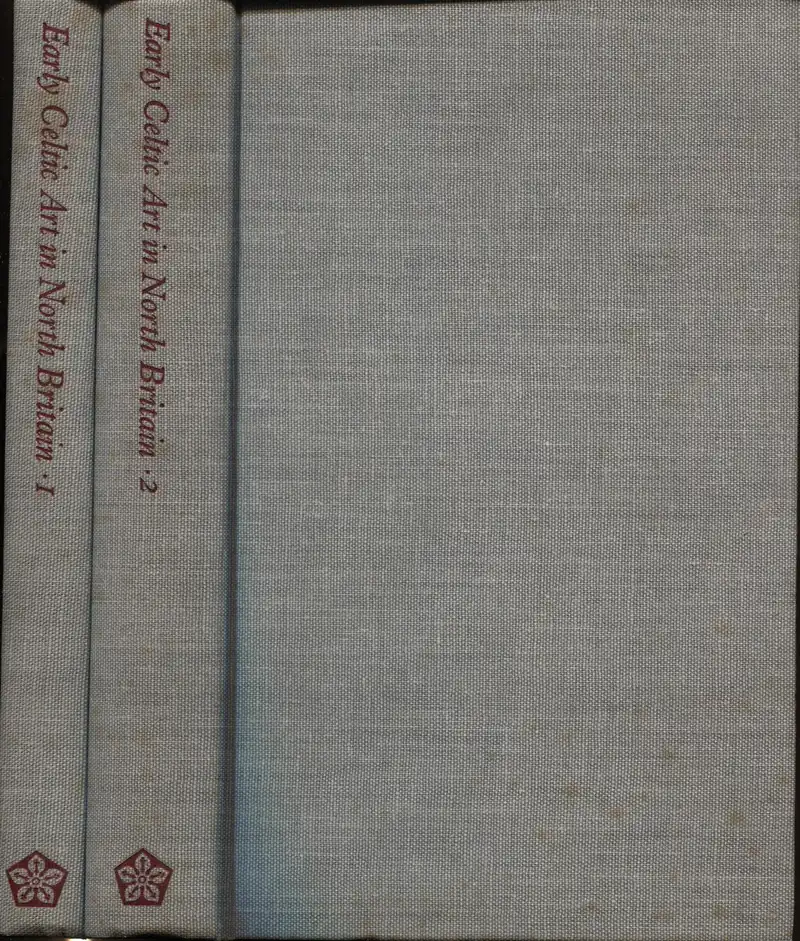 Early Celtic Art in North Britain · 1
Early Celtic Art in North Britain · 2